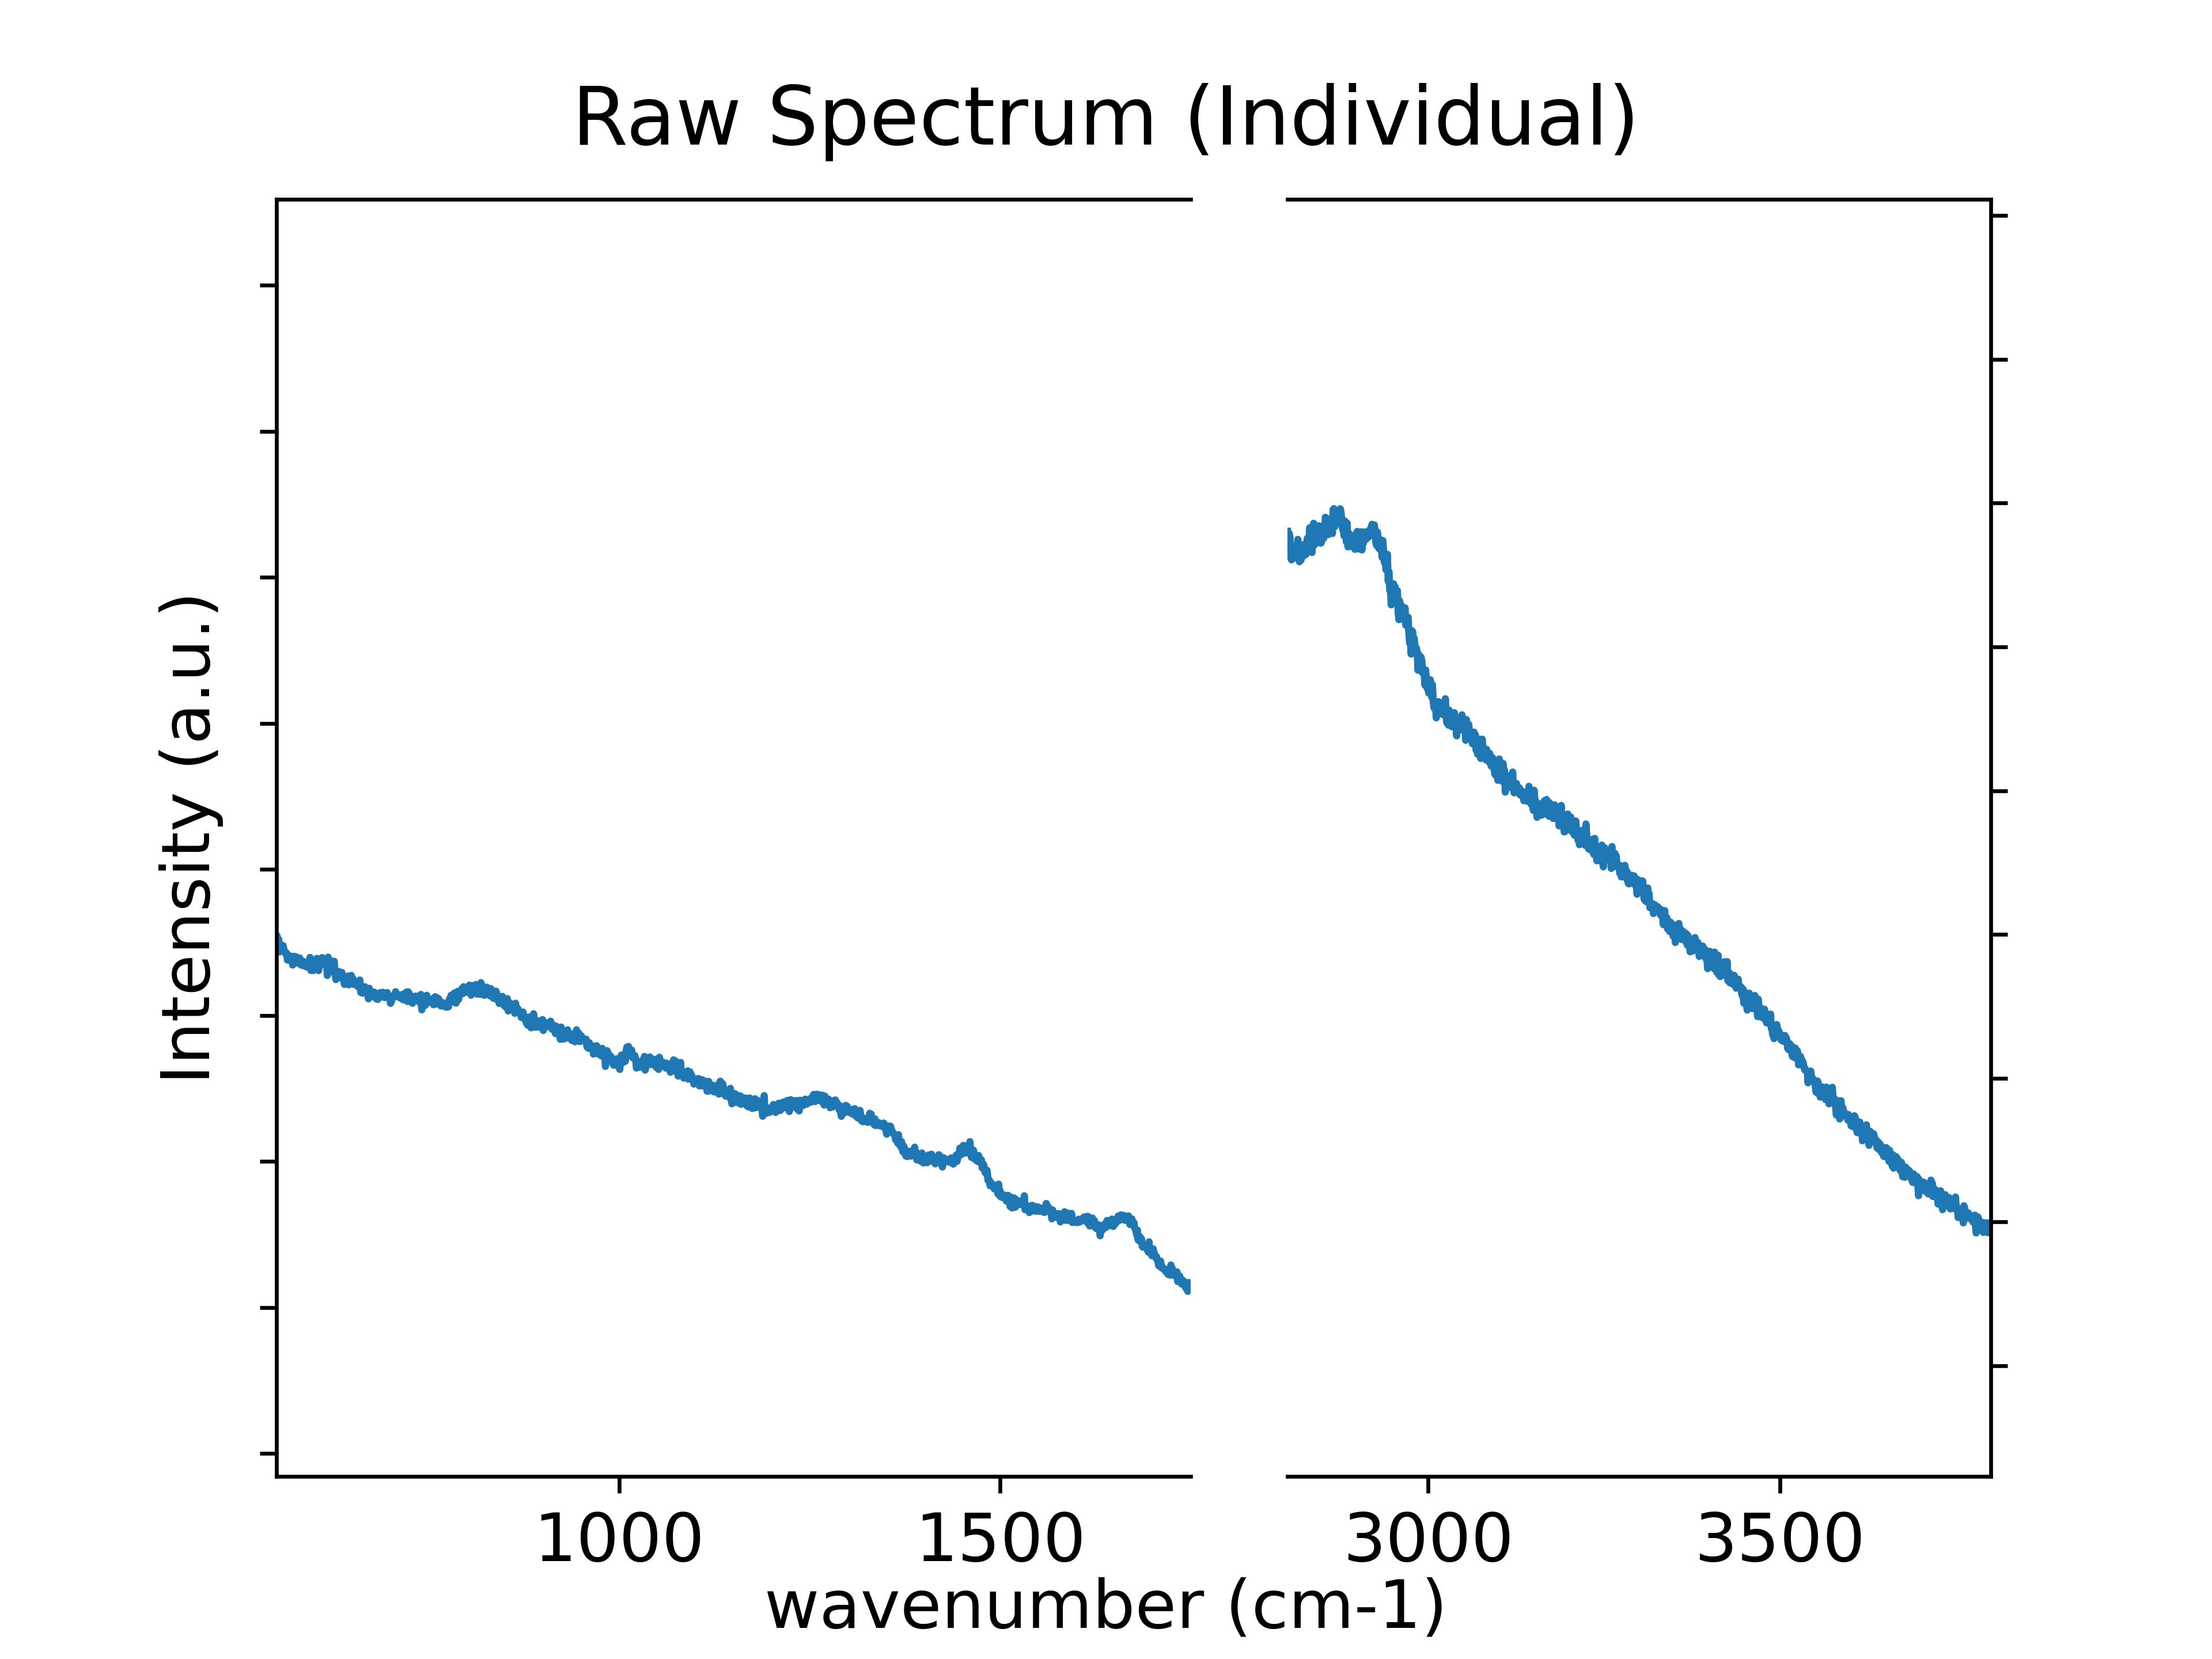 Raw Spectrum (Individual)
Intensity (a.u.)
1000 1500 3000 3500
wavenumber (cm-1)